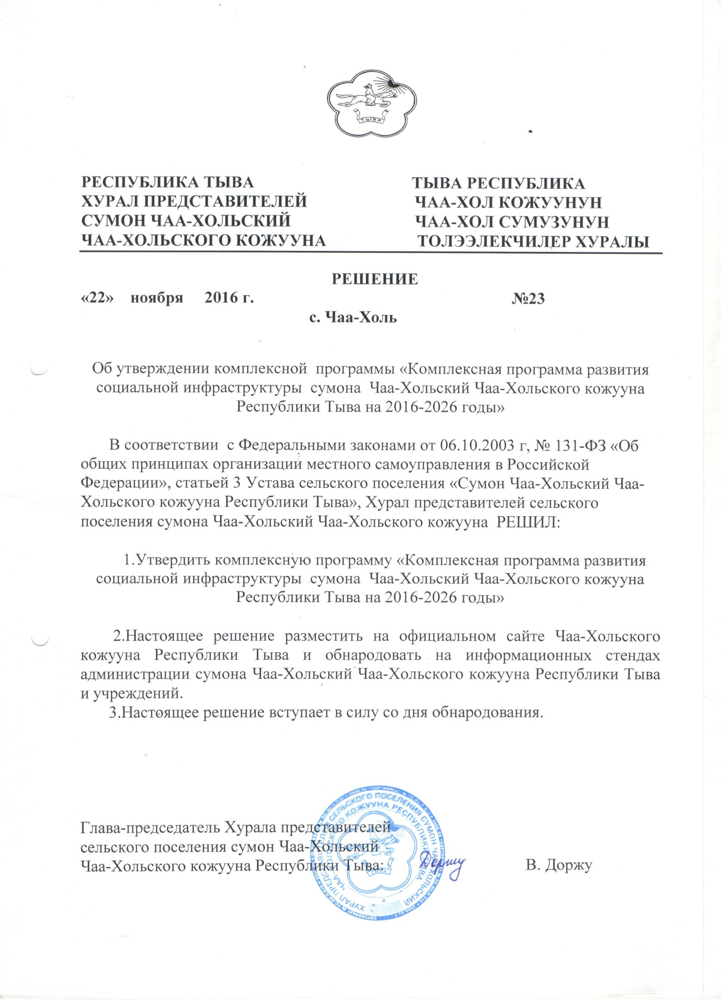 ТЫВА
РЕСПУБЛИКА ТЫВА ТЫВА РЕСПУБЛИКА
ХУРАЛ ПРЕДСТАВИТЕЛЕЙ ЧАА-ХОЛ КОЖУУНУН
СУМОН ЧАА-ХОЛЬСКИЙ ЧАА-ХОЛ СУМУЗУНУН
ЧАА-ХОЛЬСКОГО КОЖУУНА ТОЛЭЭЛЕКЧИЛЕР ХУРАЛЫ
РЕШЕНИЕ
«22» ноября 2016 г. №23
с. Чаа-Холь
Об утверждении комплексной программы «Комплексная программа развития
социальной инфраструктуры сумона Чаа-Хольский Чаа-Хольского кожууна
Республики Тыва на 2016-2026 годы»
В соответствии с Федеральными законами от 06.10.2003 г, № 131-ФЗ «Об
общих принципах организаций местного самоуправления в Российской
Федерации», статьей 3 Устава сельского поселения «Сумон Чаа-Хольский Чаа-
Хольского кожууна Республики Тыва», Хурал представителей сельского
поселения сумона Чаа-Хольский Чаа-Хольского кожууна РЕШИЛ:
1.Утвердить комплексную программу «Комплексная программа развития
социальной инфраструктуры сумона Чаа-Хольский Чаа-Хольского кожууна
Республики Тыва на 2016-2026 годы»
2.Настоящее решение разместить на официальном сайте Чаа-Хольского
кожууна Республики Тыва и обнародовать на информационных стендах
администрации сумона Чаа-Хольский Чаа-Хольского кожууна Республики Тыва
и учреждений.
3.Настоящее решение вступает в силу со дня обнародования.
Глава-председатель Хурала представителей
сельского поселения сумон Чаа-Хольский
Чаа-Хольского кожууна Республики Тыва: Доржу В. Доржу
ХУРАЛ ПРЕДСТАВИТЕЛЕЙ СЕЛЬСКОГО ПОСЕЛЕНИЯ СУМОН ЧАА-ХОЛЬСКИЙ
ЧАА-ХОЛЬСКОГО КОЖУУНА РЕСПУБЛИКИ ТЫВА
ТЫВА